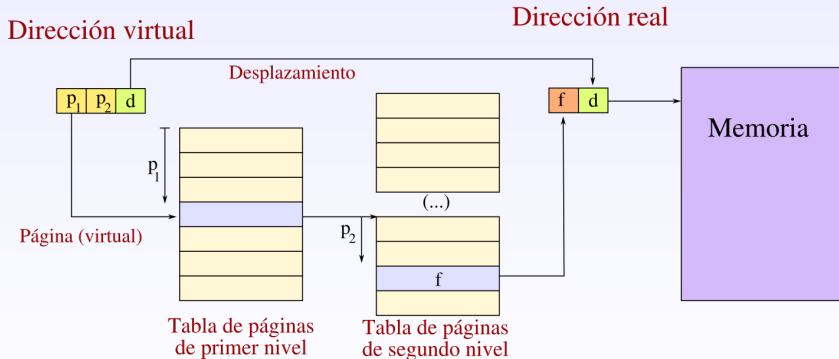 Dirección virtual
Dirección real
Desplazamiento
p1 p2 d
f d
p1
(...)
Memoria
Página (virtual)
p2
f
Tabla de páginas
de primer nivel
Tabla de páginas
de segundo nivel